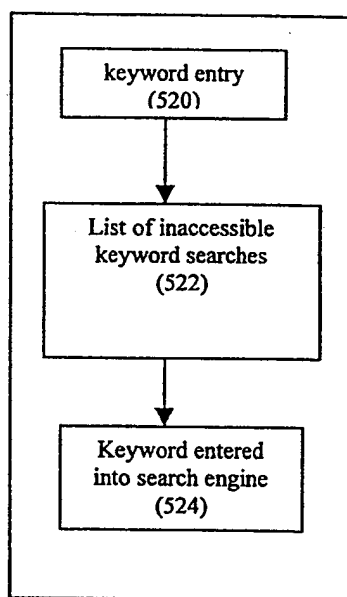 keyword entry
(520)
List of inaccessible
keyword searches
(522)
Keyword entered
into search engine
(524)